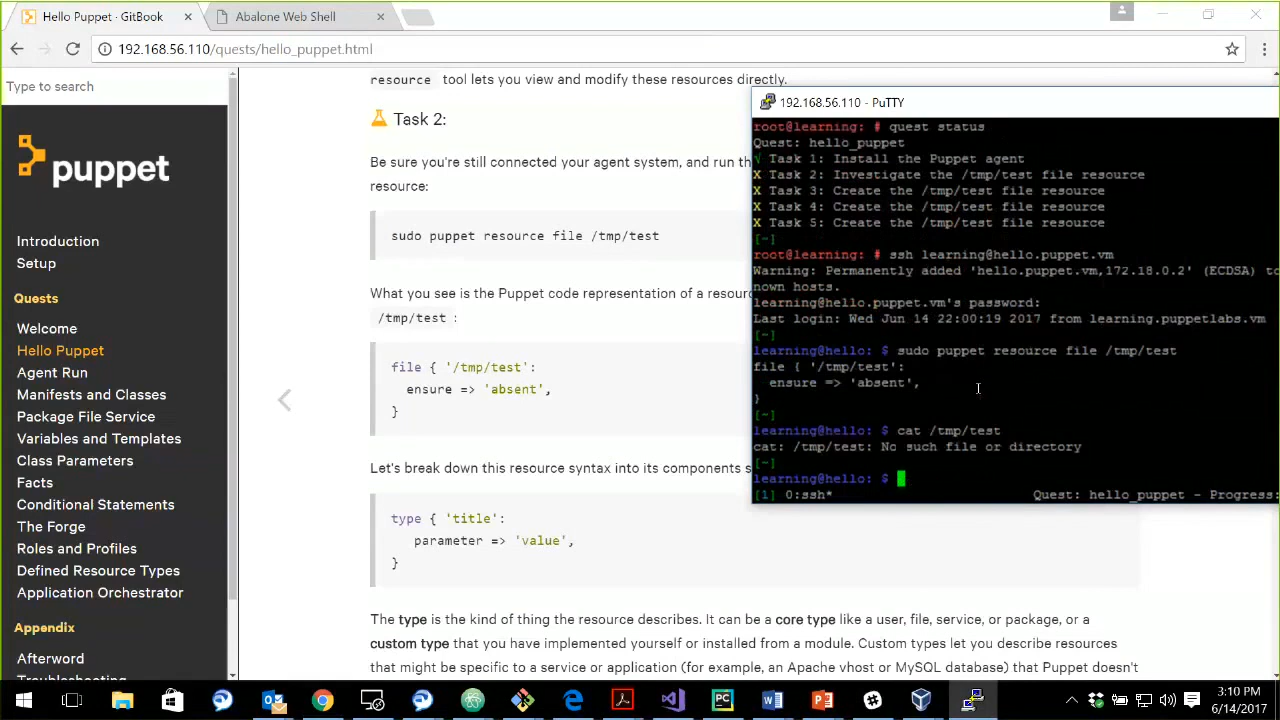 Hello Puppet · GitBook
Abalone Web Shell
192.168.56.110/quests/hello_puppet.html
Type to search
puppet
Introduction
Setup
Quests
Welcome
Hello Puppet
Agent Run
Manifests and Classes
Package File Service
Variables and Templates
Class Parameters
Facts
Conditional Statements
The Forge
Roles and Profiles
Defined Resource Types
Application Orchestrator
Appendix
Afterword
Troubleshooting
resource tool lets you view and modify these resources directly.
Task 2:
Be sure you're still connected your agent system, and run th
resource:
sudo puppet resource file /tmp/test
What you see is the Puppet code representation of a resour
/tmp/test :
file { '/tmp/test':
ensure => 'absent',
}
Let's break down this resource syntax into its components s
type { 'title':
parameter => 'value',
}
The type is the kind of thing the resource describes. It can be a core type like a user, file, service, or package, or a
custom type that you have implemented yourself or installed from a module. Custom types let you describe resources
that might be specific to a service or application (for example, an Apache vhost or MySQL database) that Puppet doesn't
192.168.56.110 - PuTTY
root@learning: # quest status
Quest: hello_puppet
√ Task 1: Install the Puppet agent
X Task 2: Investigate the /tmp/test file resource
X Task 3: Create the /tmp/test file resource
X Task 4: Create the /tmp/test file resource
X Task 5: Create the /tmp/test file resource
[~]
root@learning: # ssh learning@hello.puppet.vm
Warning: Permanently added 'hello.puppet.vm,172.18.0.2' (ECDSA) to
nown hosts.
learning@hello.puppet.vm's password:
Last login: Wed Jun 14 22:00:19 2017 from learning.puppetlabs.vm
[~]
learning@hello: $ sudo puppet resource file /tmp/test
file { '/tmp/test':
ensure => 'absent',
}
[~]
learning@hello: $ cat /tmp/test
cat: /tmp/test: No such file or directory
[~]
learning@hello: $
[1] 0:ssh* Quest: hello_puppet - Progress:
3:10 PM
6/14/2017